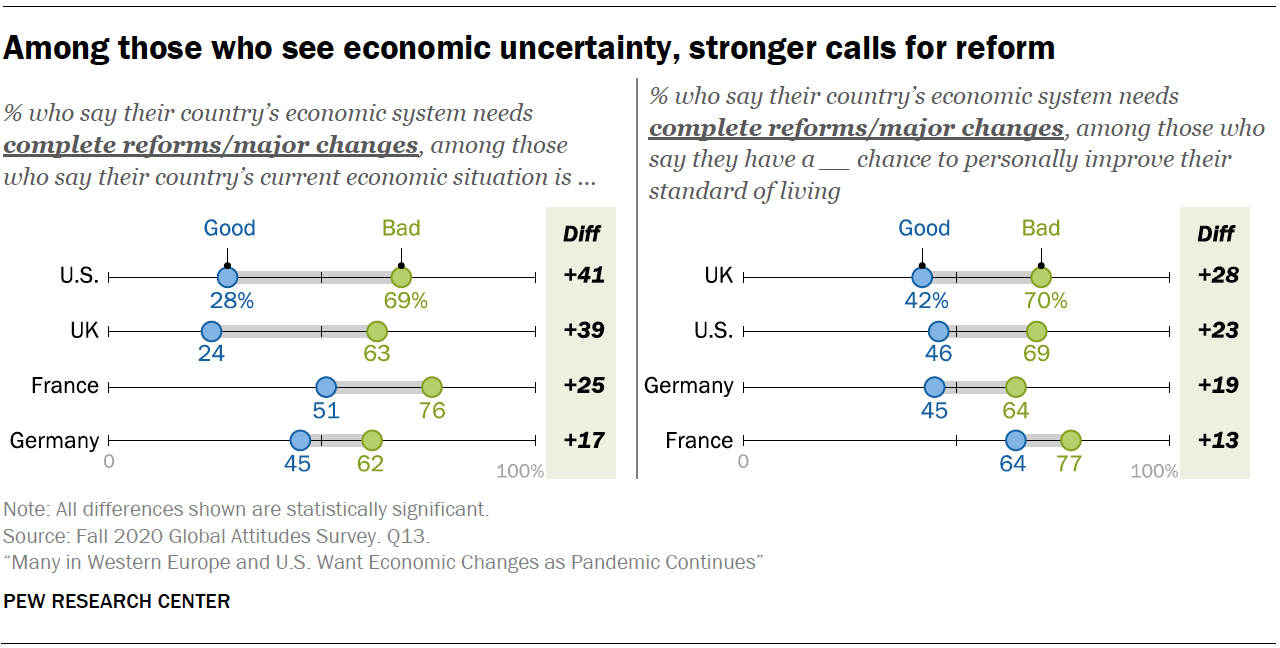 Among those who see economic uncertainty, stronger calls for reform
% who say their country's economic system needs
complete reforms/major changes, among those
who say their country's current economic situation is ...
Good Bad Diff
U.S. 28% 69% +41
UK 24 63 +39
France 51 76 +25
Germany 45 62 +17
0 100%
% who say their country's economic system needs
complete reforms/major changes, among those who
say they have a __ chance to personally improve their
standard of living
Good Bad Diff
UK 42% 70% +28
U.S. 46 69 +23
Germany 45 64 +19
France 64 77 +13
0 100%
Note: All differences shown are statistically significant.
Source: Fall 2020 Global Attitudes Survey. Q13.
“Many in Western Europe and U.S. Want Economic Changes as Pandemic Continues”
PEW RESEARCH CENTER